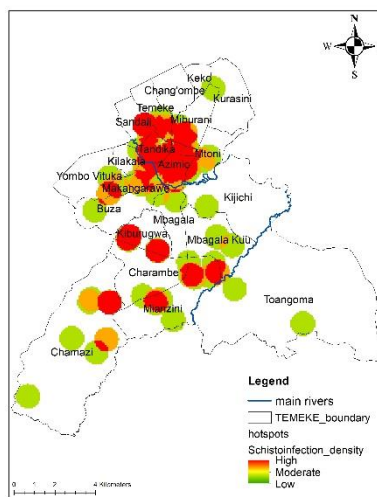 N
W
E
S
Keko
Chang'ombe
Kurasini
Temeke
Sandali
Miburani
Tandika
Mtoni
Kilakala
Azimio
Yombo Vituka
Makangarawe
Kijichi
Buza
Mbagala
Kibutugwa
Mbagala Kuu
Charambe
Toangoma
Mianzini
Chamazi
Legend
main rivers
TEMEKE_boundary
hotspots
Schistoinfection_density
High
Moderate
Low
0 1 2 4 Kilometers